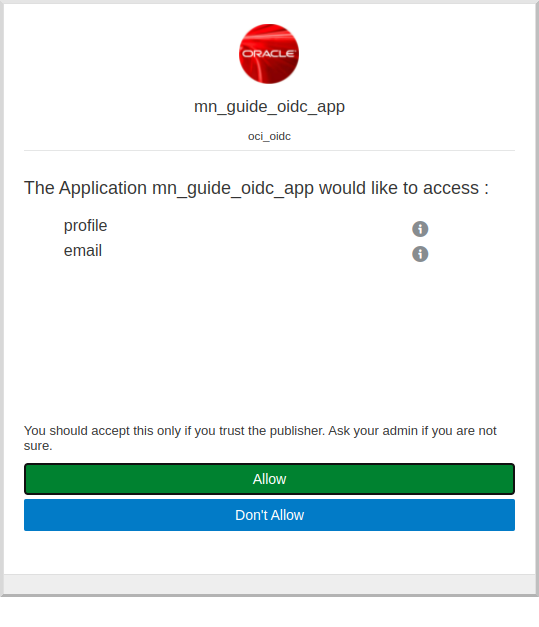 ORACLE
mn_guide_oidc_app
oci_oidc
The Application mn_guide_oidc_app would like to access :
profile
email
You should accept this only if you trust the publisher. Ask your admin if you are not
sure.
Allow
Don't Allow